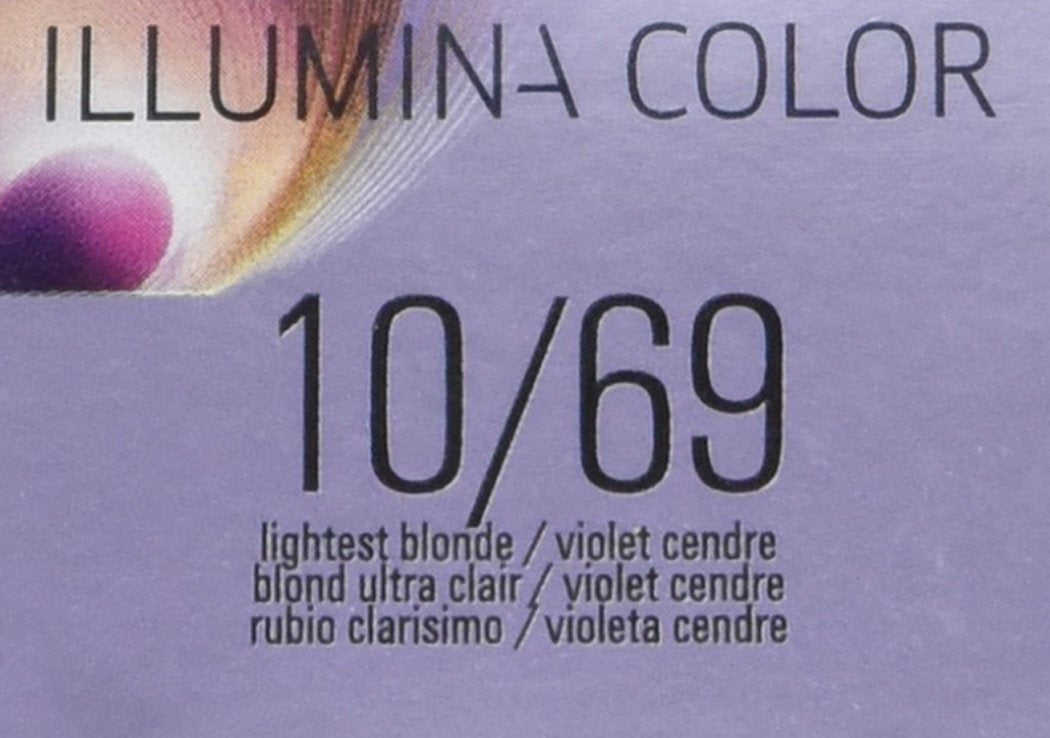 ILLUMINA COLOR
10/69
lightest blonde / violet cendre
blond ultra clair / violet cendre
rubio clarisimo / violeta cendre